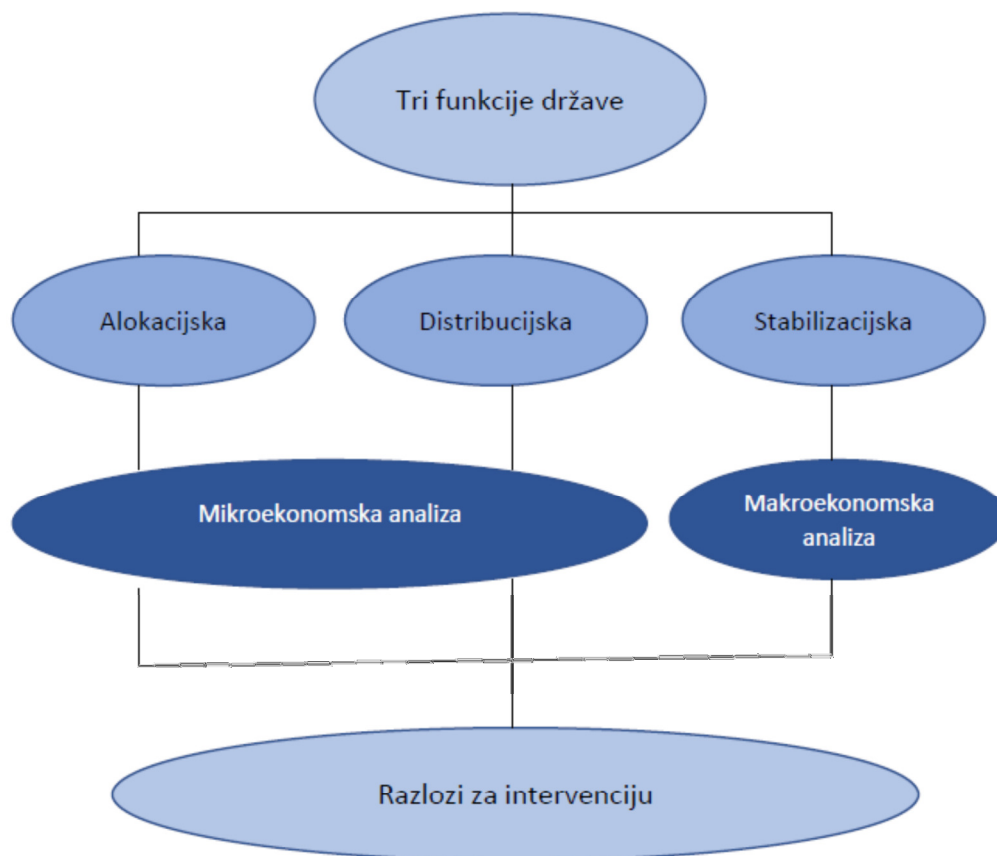 Tri funkcije države
Alokacijska
Distribucijska
Stabilizacijska
Mikroekonomska analiza
Makroekonomska
analiza
Razlozi za intervenciju